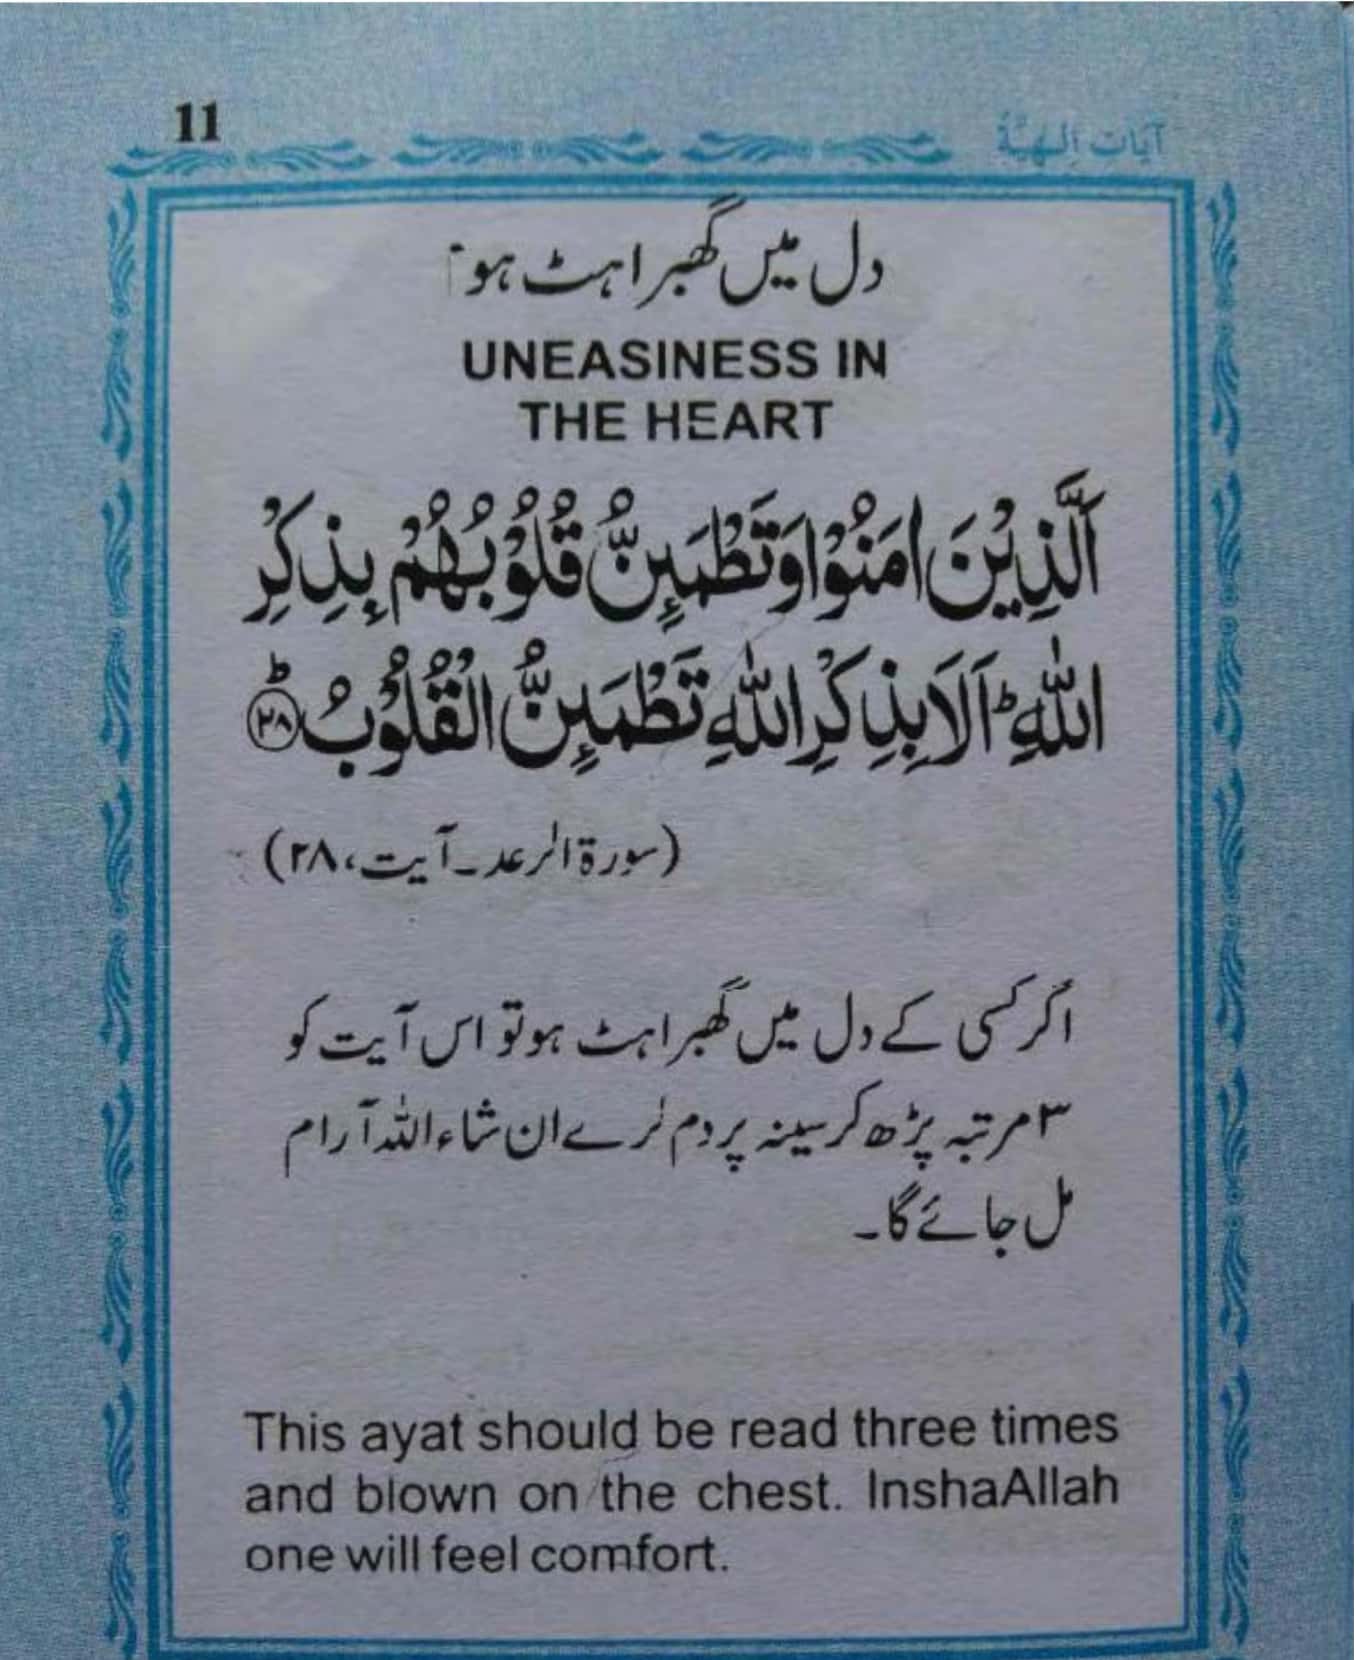 11
آیات الٰہیَّہ
دل میں گھبراہٹ ہو
UNEASINESS IN
THE HEART
اَلَّذِیْنَ اٰمَنُوْا وَتَطْمَىِٕنُّ قُلُوْبُهُمْ بِذِكْرِ
اللّٰهِ ؕ اَلَا بِذِكْرِ اللّٰهِ تَطْمَىِٕنُّ الْقُلُوْبُ ؕ ﴿۲۸﴾
(سورۃ الرعد۔ آیت، ۲۸)
اگر کسی کے دل میں گھبراہٹ ہو تو اس آیت کو
۳ مرتبہ پڑھ کر سینہ پر دم کرے ان شاء اللہ آرام
مل جائے گا۔
This ayat should be read three times
and blown on the chest. InshaAllah
one will feel comfort.